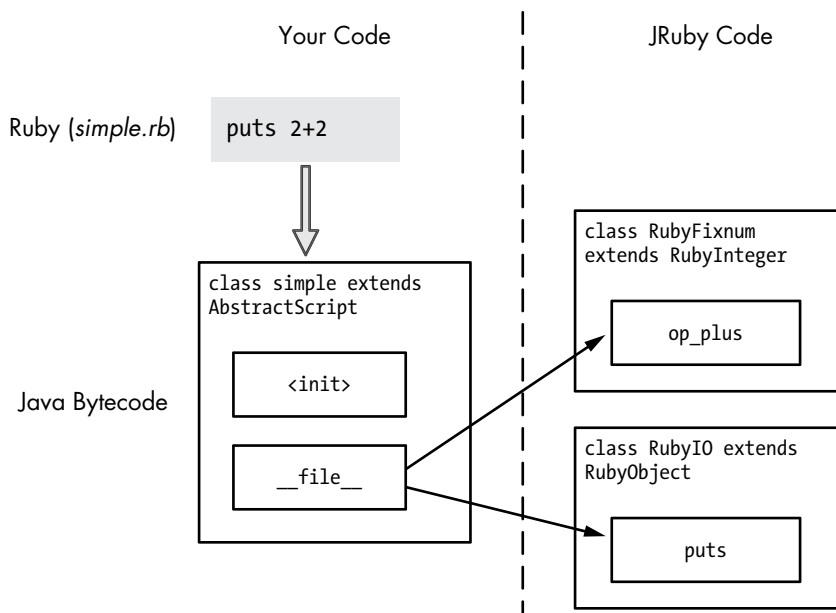 Your Code
JRuby Code
Ruby (simple.rb)
puts 2+2
class RubyFixnum
extends RubyInteger
op_plus
class simple extends
AbstractScript
<init>
Java Bytecode
__file__
class RubyIO extends
RubyObject
puts